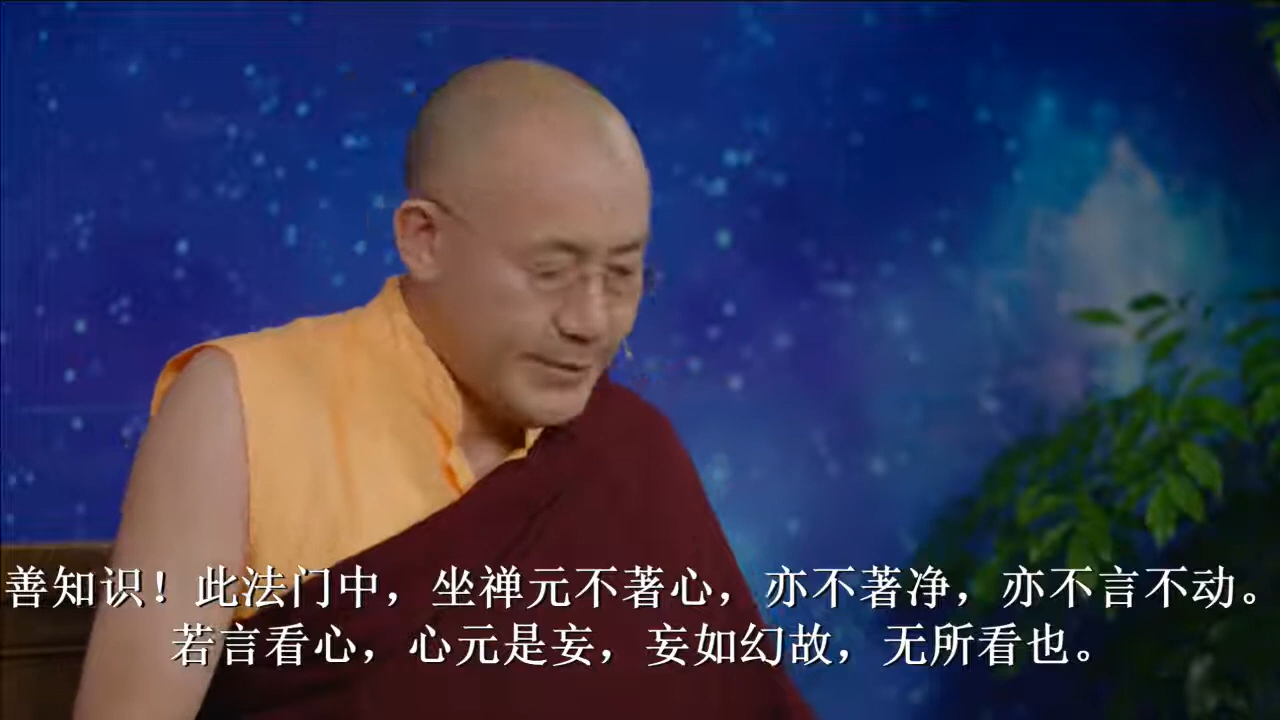 善知识！此法门中，坐禅元不著心，亦不著净，亦不言不动。
若言看心，心元是妄，妄如幻故，无所看也。